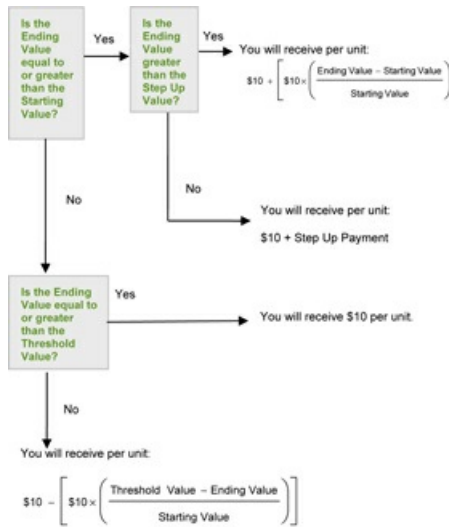 Is the
Ending
Value
equal to
or greater
than the
Starting
Value?
Yes
Is the
Ending
Value
greater
than the
Step Up
Value?
Yes
You will receive per unit:
$10 + [ $10 × ( Ending Value – Starting Value
Starting Value )
No
No
You will receive per unit:
$10 + Step Up Payment
Is the Ending
Value equal to
or greater
than the
Threshold
Value?
Yes
You will receive $10 per unit.
No
You will receive per unit:
$10 – [ $10 × ( Threshold Value – Ending Value
Starting Value ) ]